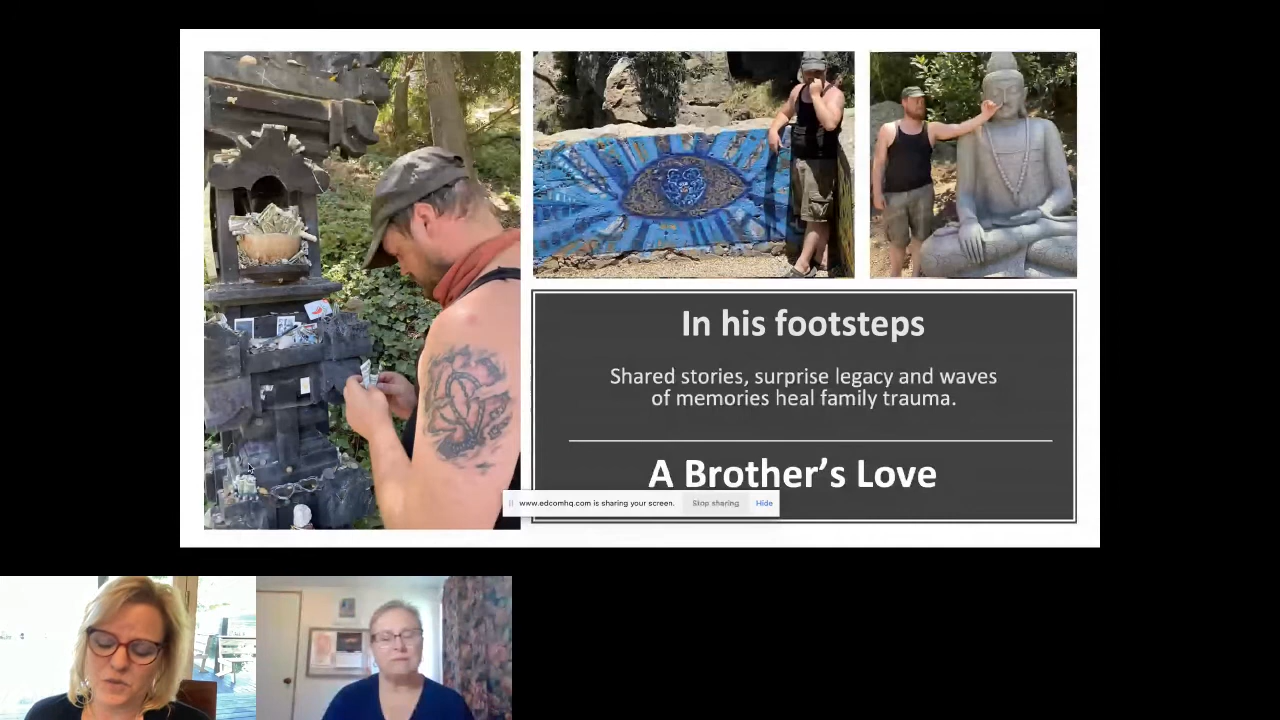 In his footsteps
Shared stories, surprise legacy and waves
of memories heal family trauma.
A Brother’s Love
www.edcomhq.com is sharing your screen. Stop sharing Hide